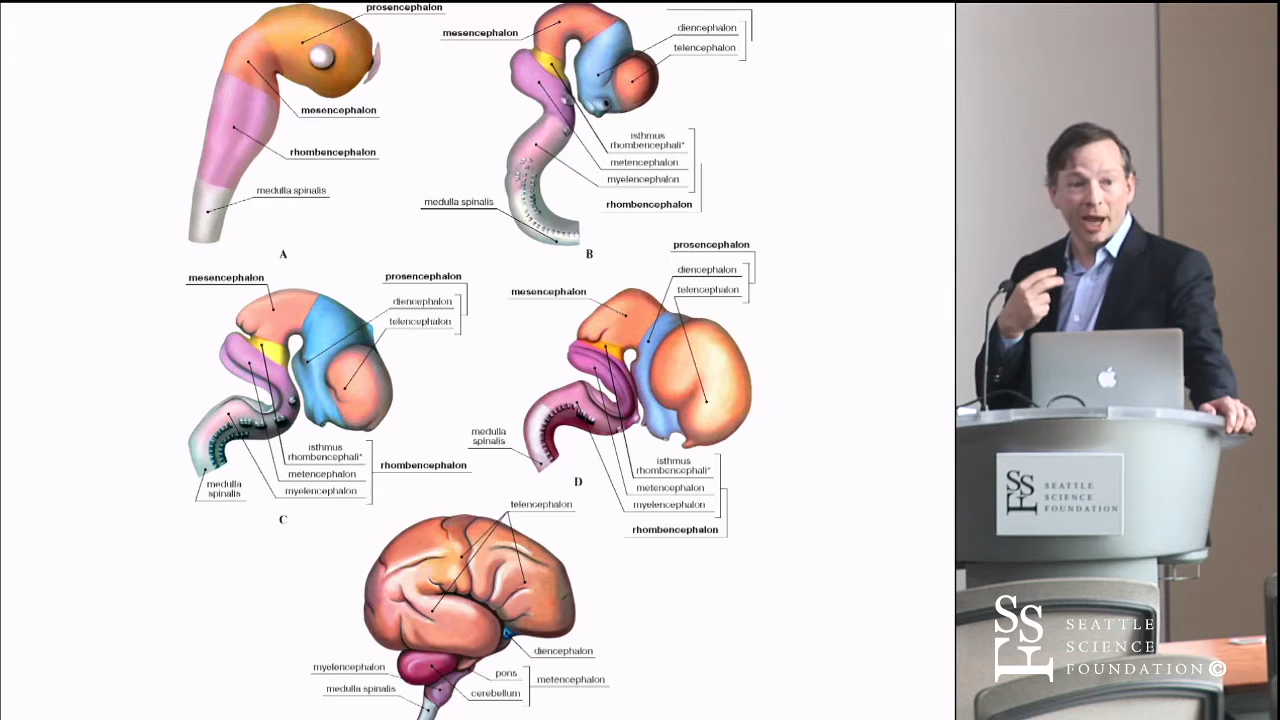 prosencephalon
mesencephalon
rhombencephalon
medulla spinalis
A
mesencephalon
diencephalon
telencephalon
isthmus
rhombencephali*
metencephalon
myelencephalon
rhombencephalon
medulla spinalis
B
mesencephalon
prosencephalon
diencephalon
telencephalon
isthmus
rhombencephali*
metencephalon
myelencephalon
rhombencephalon
medulla
spinalis
C
prosencephalon
diencephalon
telencephalon
mesencephalon
medulla
spinalis
isthmus
rhombencephali*
metencephalon
myelencephalon
rhombencephalon
D
telencephalon
diencephalon
myelencephalon
medulla spinalis
pons
cerebellum
metencephalon
SSF
SEATTLE
SCIENCE
FOUNDATION
SSF
SEATTLE
SCIENCE
FOUNDATION©